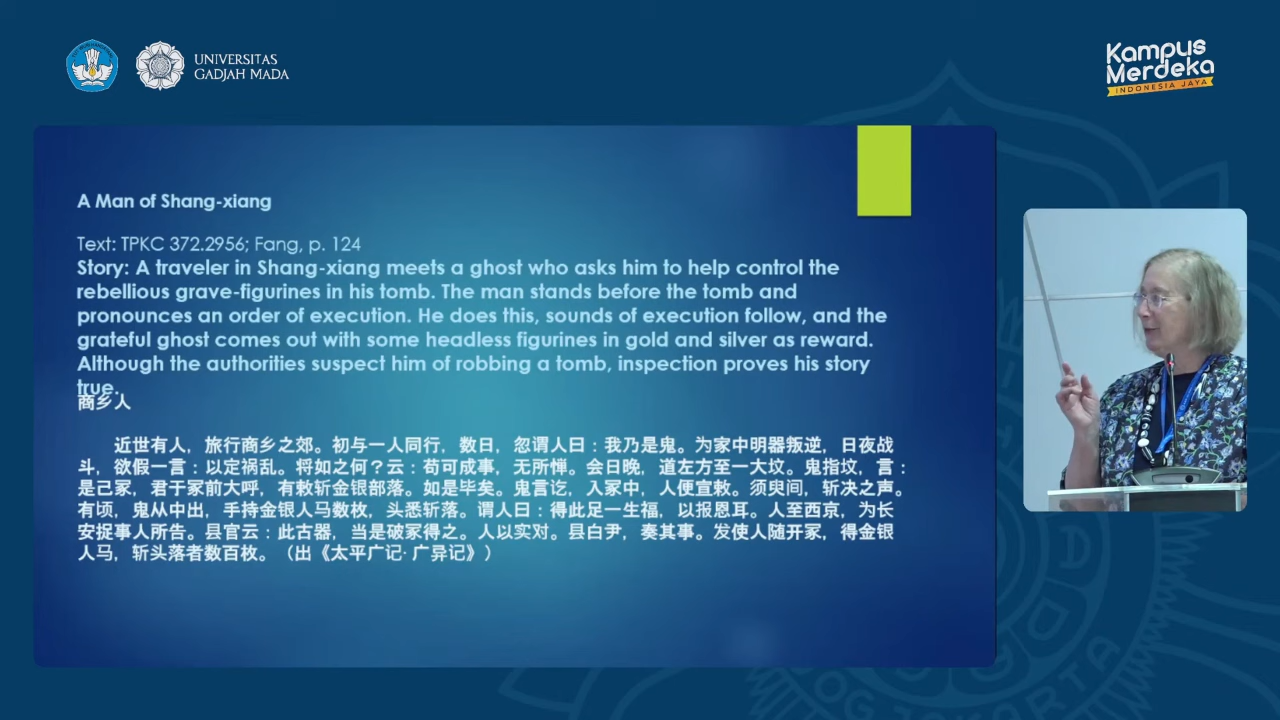 UNIVERSITAS
GADJAH MADA
Kampus
Merdeka
INDONESIA JAYA
A Man of Shang-xiang
Text: TPKC 372.2956; Fang, p. 124
Story: A traveler in Shang-xiang meets a ghost who asks him to help control the
rebellious grave-figurines in his tomb. The man stands before the tomb and
pronounces an order of execution. He does this, sounds of execution follow, and the
grateful ghost comes out with some headless figurines in gold and silver as reward.
Although the authorities suspect him of robbing a tomb, inspection proves his story
true.
商乡人
近世有人，旅行商乡之郊。初与一人同行，数日，忽谓人曰：我乃是鬼。为家中明器叛逆，日夜战
斗，欲假一言：以定祸乱。将如之何？云：苟可成事，无所惮。会日晚，道左方至一大坟。鬼指坟，言：
是己冢，君于冢前大呼，有敕斩金银部落。如是毕矣。鬼言讫，入冢中，人便宣敕。须臾间，斩决之声。
有顷，鬼从中出，手持金银人马数枚，头悉斩落。谓人曰：得此足一生福，以报恩耳。人至西京，为长
安捉事人所告。县官云：此古器，当是破冢得之。人以实对。县白尹，奏其事。发使人随开冢，得金银
人马，斩头落者数百枚。（出《太平广记·广异记》）